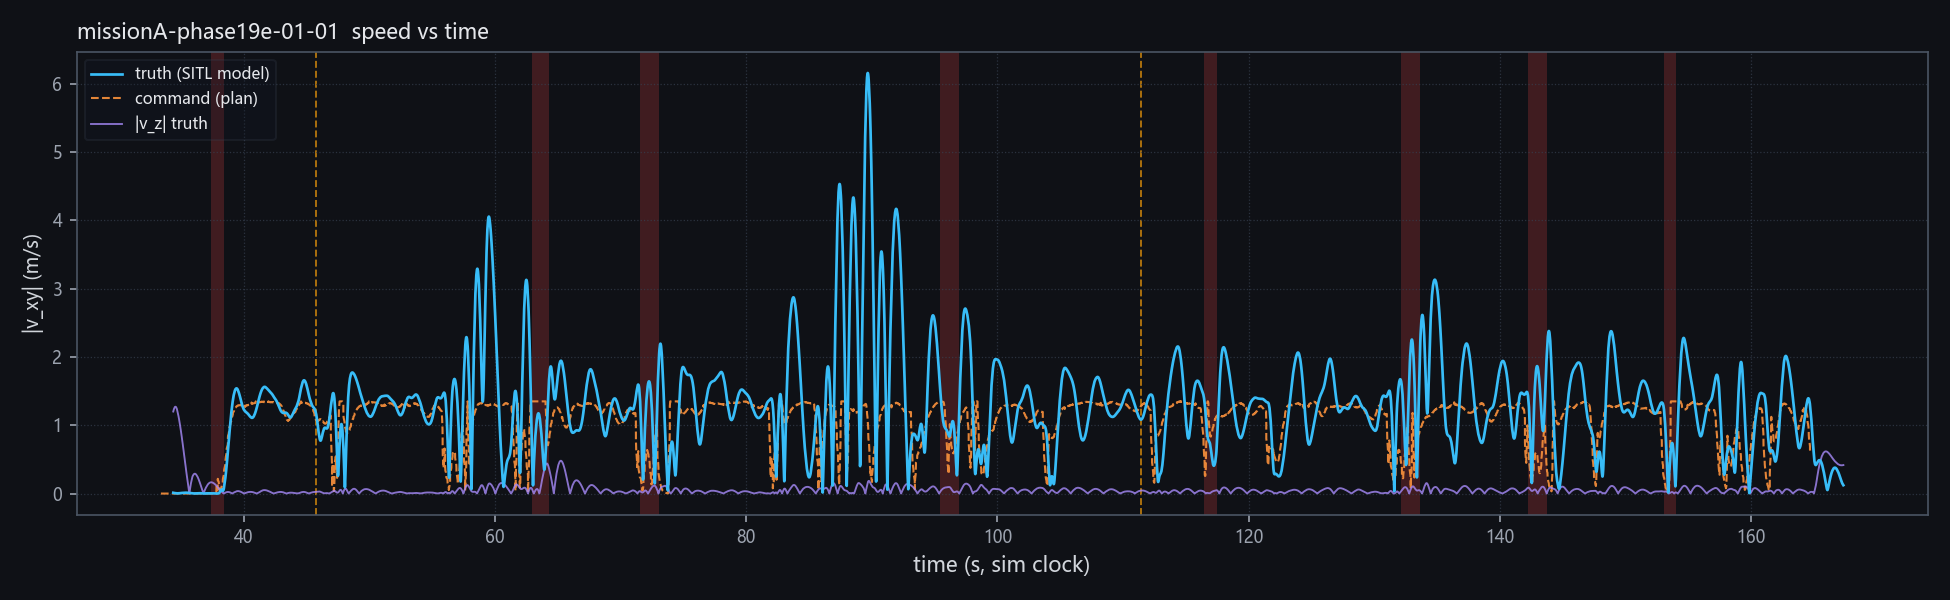 missionA-phase19e-01-01  speed vs time
truth (SITL model)
command (plan)
|v_z| truth
|v_xy| (m/s)
6
5
4
3
2
1
0
40 60 80 100 120 140 160
time (s, sim clock)